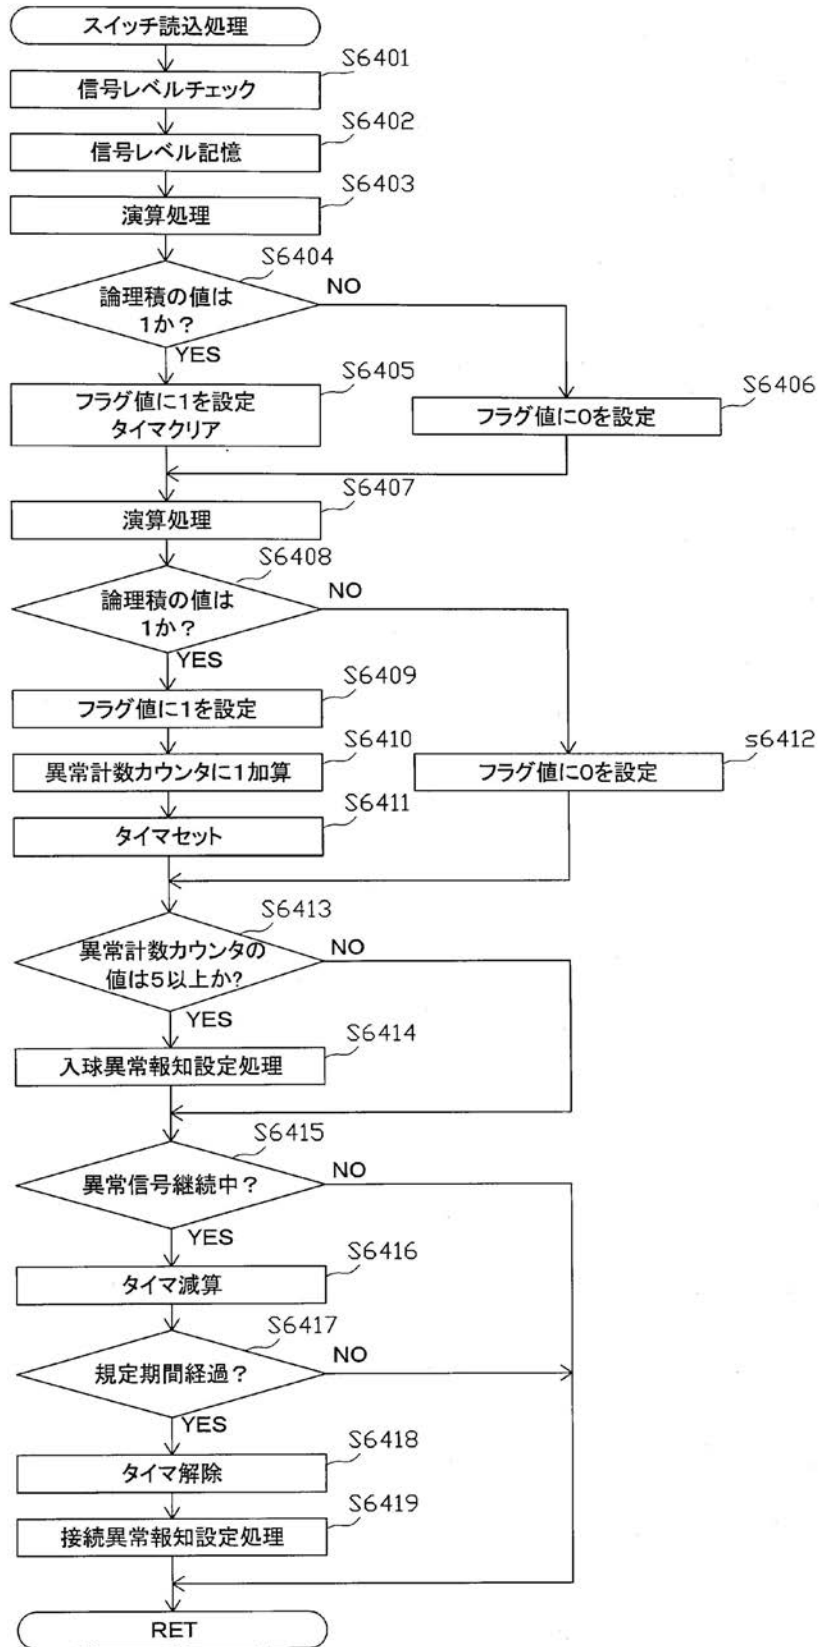 スイッチ読込処理
S6401
信号レベルチェック
S6402
信号レベル記憶
S6403
演算処理
S6404
論理積の値は
1か?
NO
YES
S6405
フラグ値に1を設定
タイマクリア
S6406
フラグ値に0を設定
S6407
演算処理
S6408
論理積の値は
1か?
NO
YES
S6409
フラグ値に1を設定
S6410
異常計数カウンタに1加算
s6412
フラグ値に0を設定
S6411
タイマセット
S6413
異常計数カウンタの
値は5以上か?
NO
YES
S6414
入球異常報知設定処理
S6415
異常信号継続中?
NO
YES
S6416
タイマ減算
S6417
規定期間経過?
NO
YES
S6418
タイマ解除
S6419
接続異常報知設定処理
RET